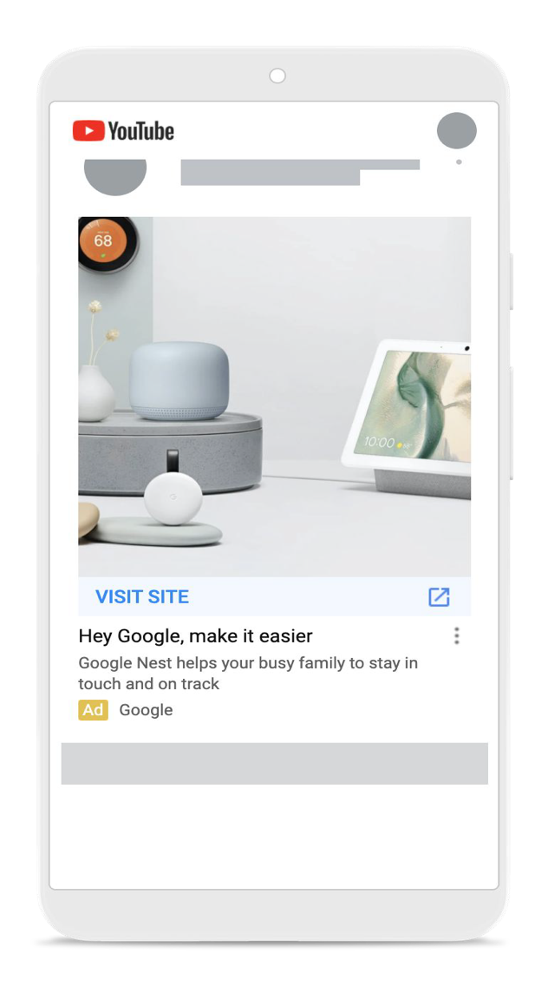 YouTube
68
10:00
VISIT SITE
Hey Google, make it easier
Google Nest helps your busy family to stay in
touch and on track
Ad Google